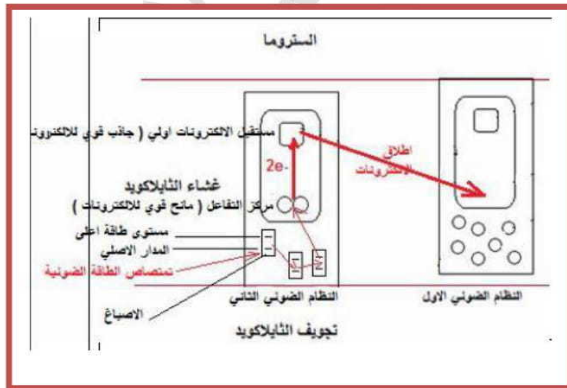 الستروما
مستقبل الالكترونات اولي ( جاذب قوي للالكترونـ
2e-
اطلاق
الالكترونات
غشاء الثايلاكويد
مركز التفاعل ( مانح قوي للالكترونات )
مستوى طاقة اعلى
المدار الاصلي
تمتصاص الطاقة الضوئية
الاصباغ
النظام الضوئي الثاني
النظام الضوئي الاول
تجويف الثايلاكويد